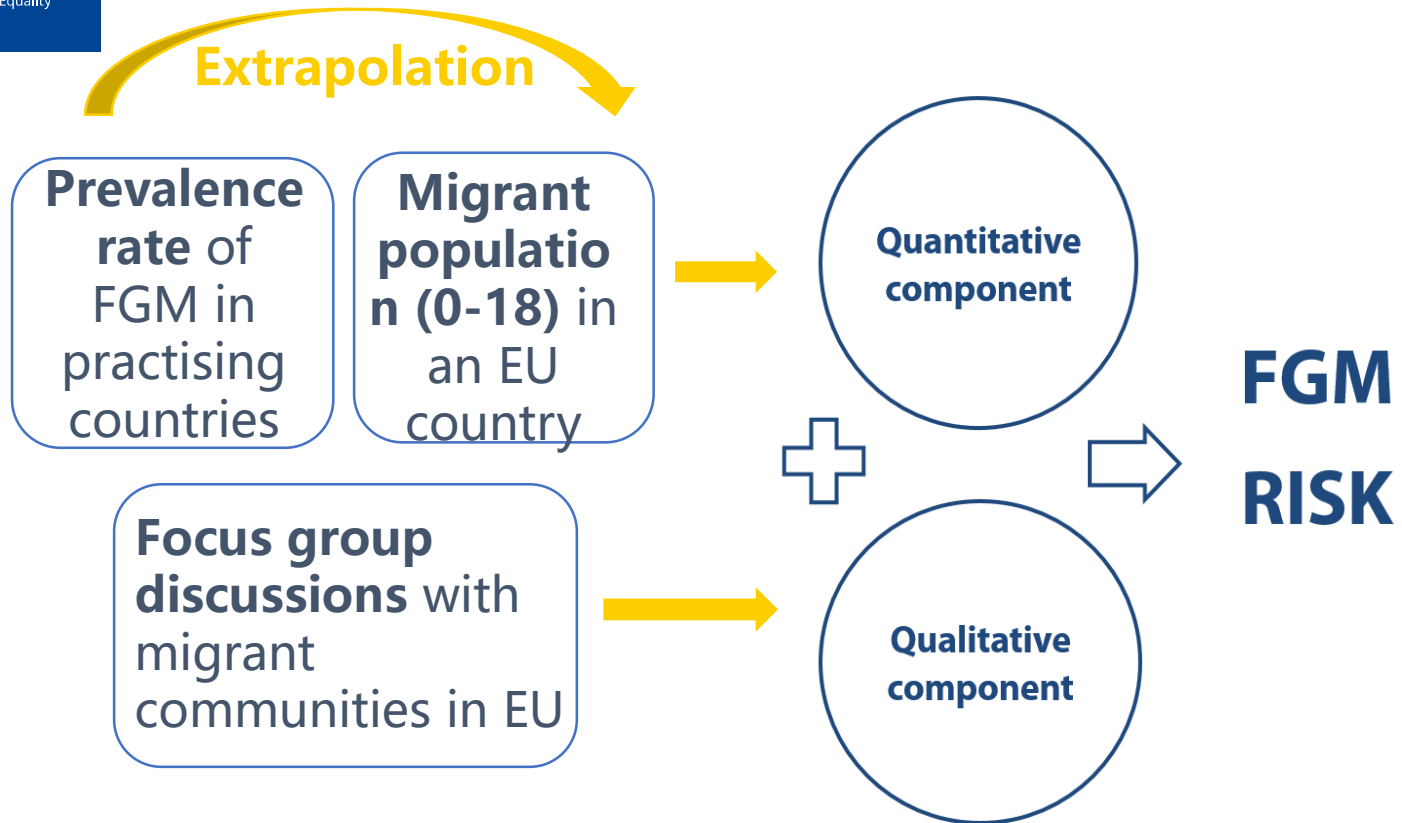 Equality
Extrapolation
Prevalence
rate of
FGM in
practising
countries
Migrant
populatio
n (0-18) in
an EU
country
Quantitative
component
Focus group
discussions with
migrant
communities in EU
Qualitative
component
FGM
RISK